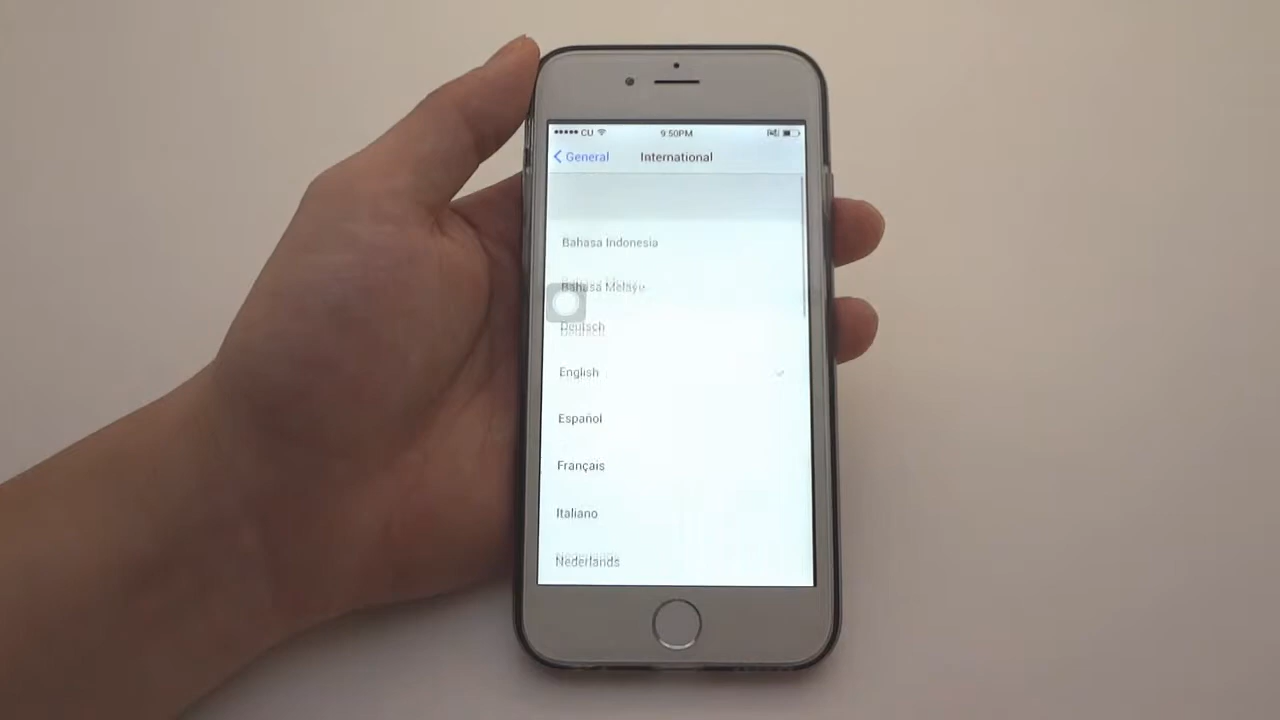 CU 9:50PM
General International
Bahasa Indonesia
Bahasa Melayu
Deutsch
English
Español
Français
Italiano
Nederlands